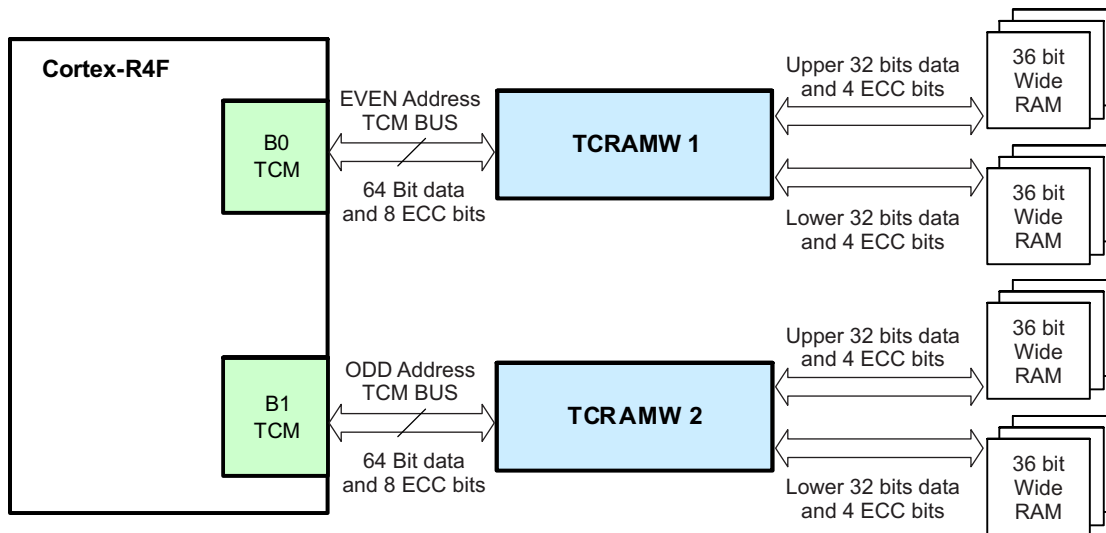 Cortex-R4F
B0
TCM
EVEN Address
TCM BUS
64 Bit data
and 8 ECC bits
TCRAMW 1
Upper 32 bits data
and 4 ECC bits
36 bit
Wide
RAM
Lower 32 bits data
and 4 ECC bits
36 bit
Wide
RAM
B1
TCM
ODD Address
TCM BUS
64 Bit data
and 8 ECC bits
TCRAMW 2
Upper 32 bits data
and 4 ECC bits
36 bit
Wide
RAM
Lower 32 bits data
and 4 ECC bits
36 bit
Wide
RAM